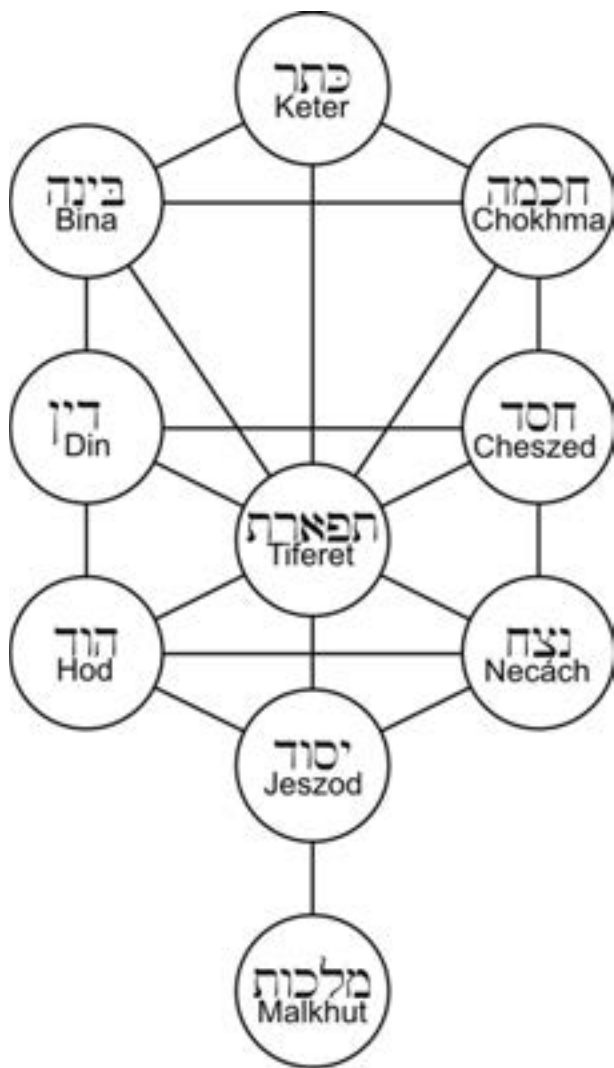 כתר
Keter
בינה
Bina
חכמה
Chokhma
דין
Din
חסד
Cheszed
תפארת
Tiferet
הוד
Hod
נצח
Necách
יסוד
Jeszod
מלכות
Malkhut